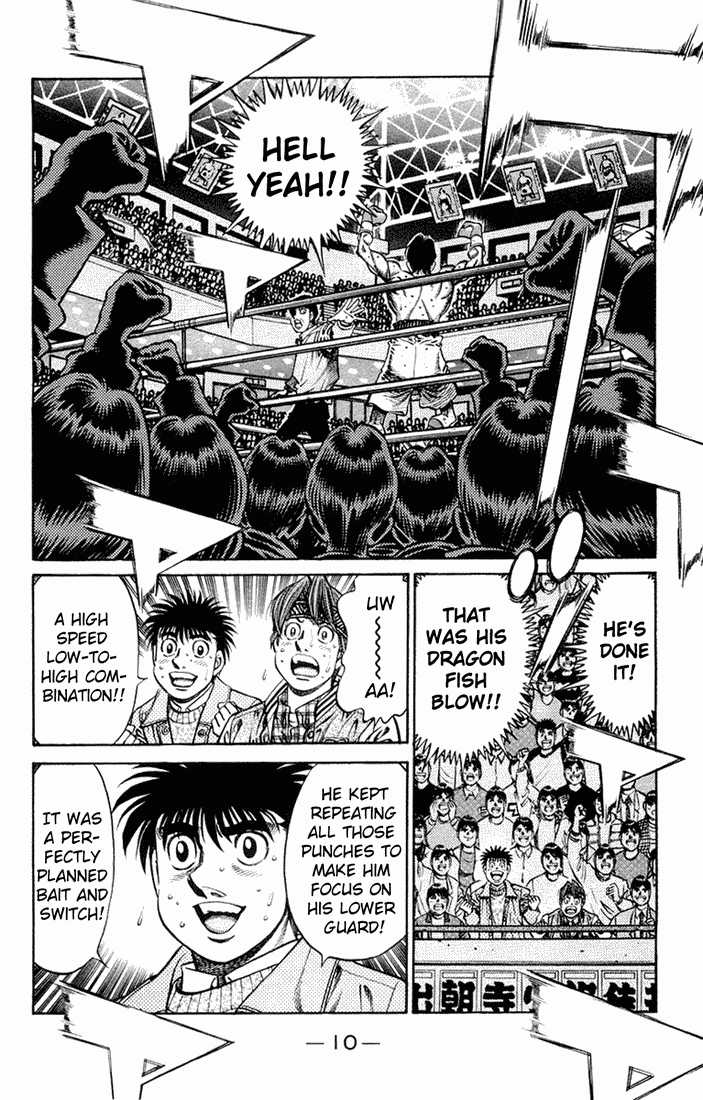 HELL
YEAH!!
HE'S
DONE
IT!
THAT
WAS HIS
DRAGON
FISH
BLOW!!
UW
~
AA!
A HIGH
SPEED
LOW-TO-
HIGH COM-
BINATION!!
HE KEPT
REPEATING
ALL THOSE
PUNCHES TO
MAKE HIM
FOCUS ON
HIS LOWER
GUARD!
IT WAS
A PER-
FECTLY
PLANNED
BAIT AND
SWITCH!
—10—